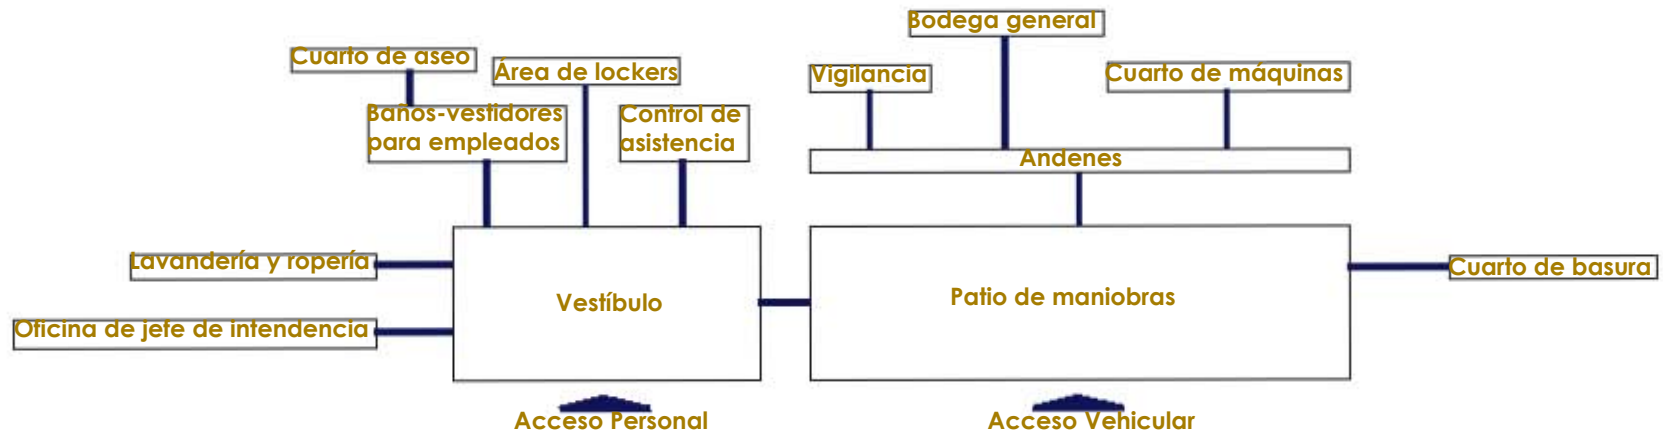 Bodega general
Cuarto de aseo
Área de lockers
Vigilancia
Cuarto de máquinas
Baños-vestidores
para empleados
Control de
asistencia
Andenes
Lavandería y ropería
Cuarto de basura
Vestíbulo
Patio de maniobras
Oficina de jefe de intendencia
Acceso Personal
Acceso Vehicular